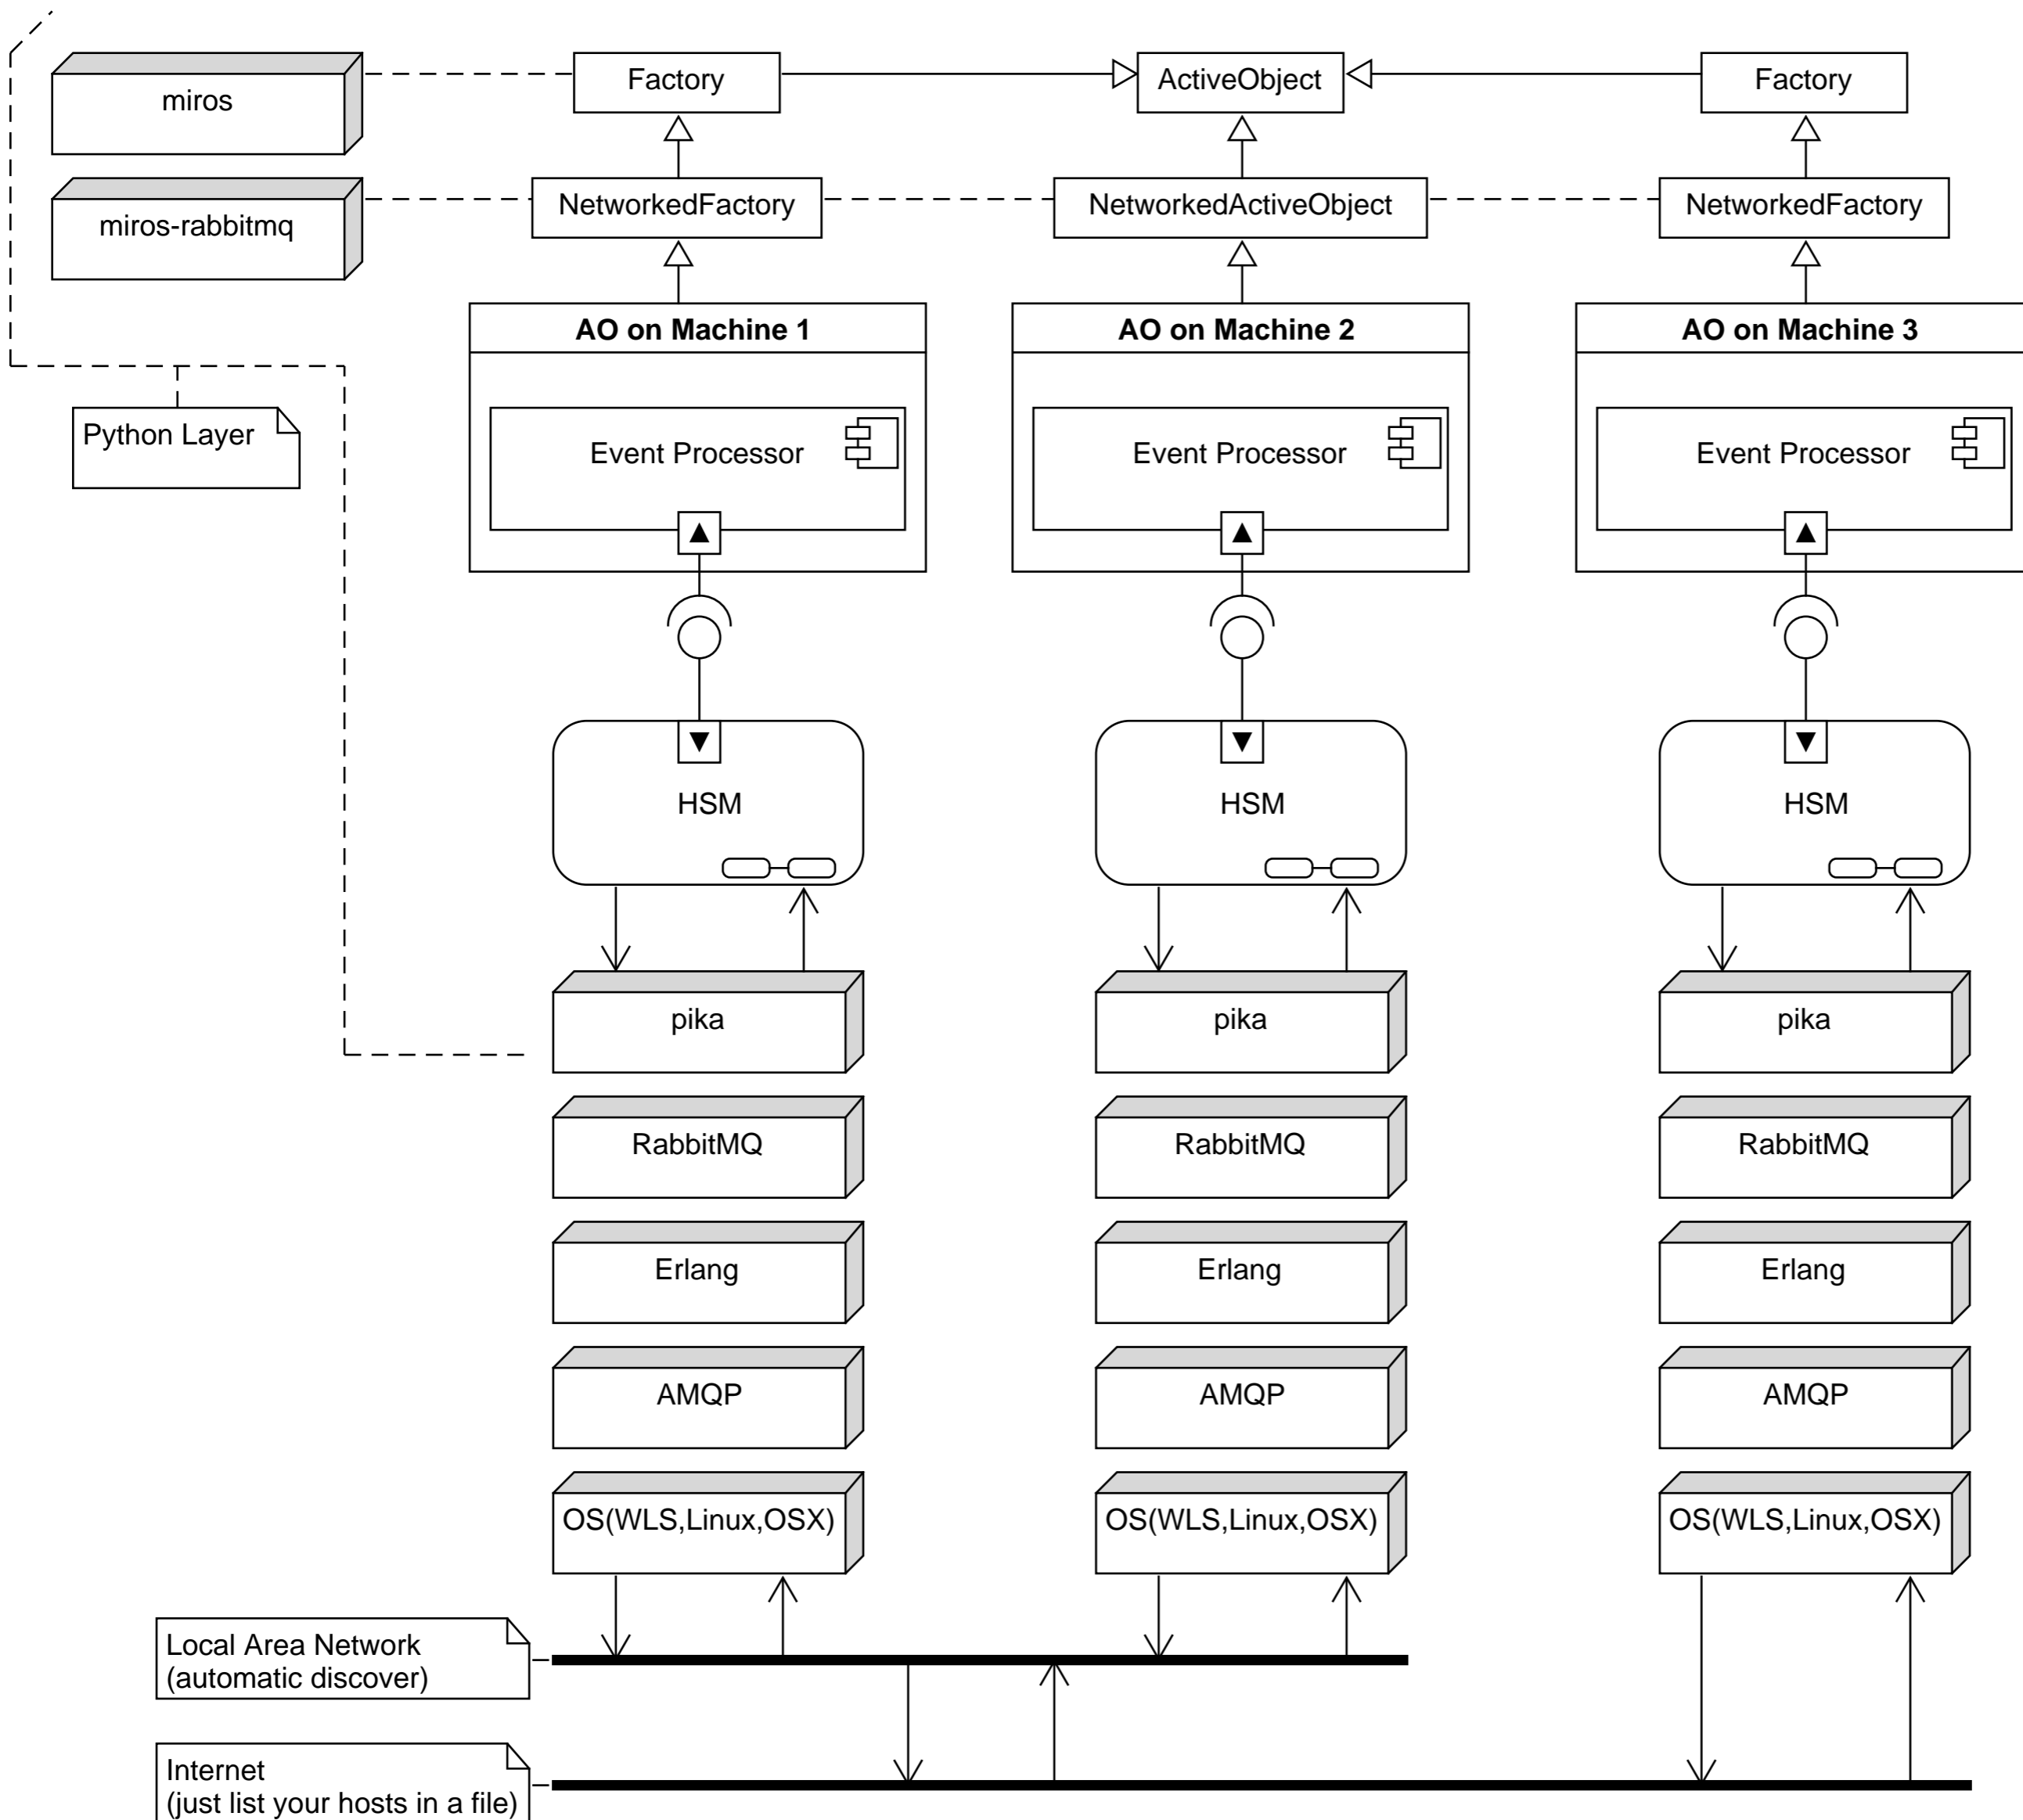 miros
Factory
ActiveObject
Factory
miros-rabbitmq
NetworkedFactory
NetworkedActiveObject
NetworkedFactory
AO on Machine 1
AO on Machine 2
AO on Machine 3
Python Layer
Event Processor
Event Processor
Event Processor
HSM
HSM
HSM
pika
pika
pika
RabbitMQ
RabbitMQ
RabbitMQ
Erlang
Erlang
Erlang
AMQP
AMQP
AMQP
OS(WLS,Linux,OSX)
OS(WLS,Linux,OSX)
OS(WLS,Linux,OSX)
Local Area Network
(automatic discover)
Internet
(just list your hosts in a file)